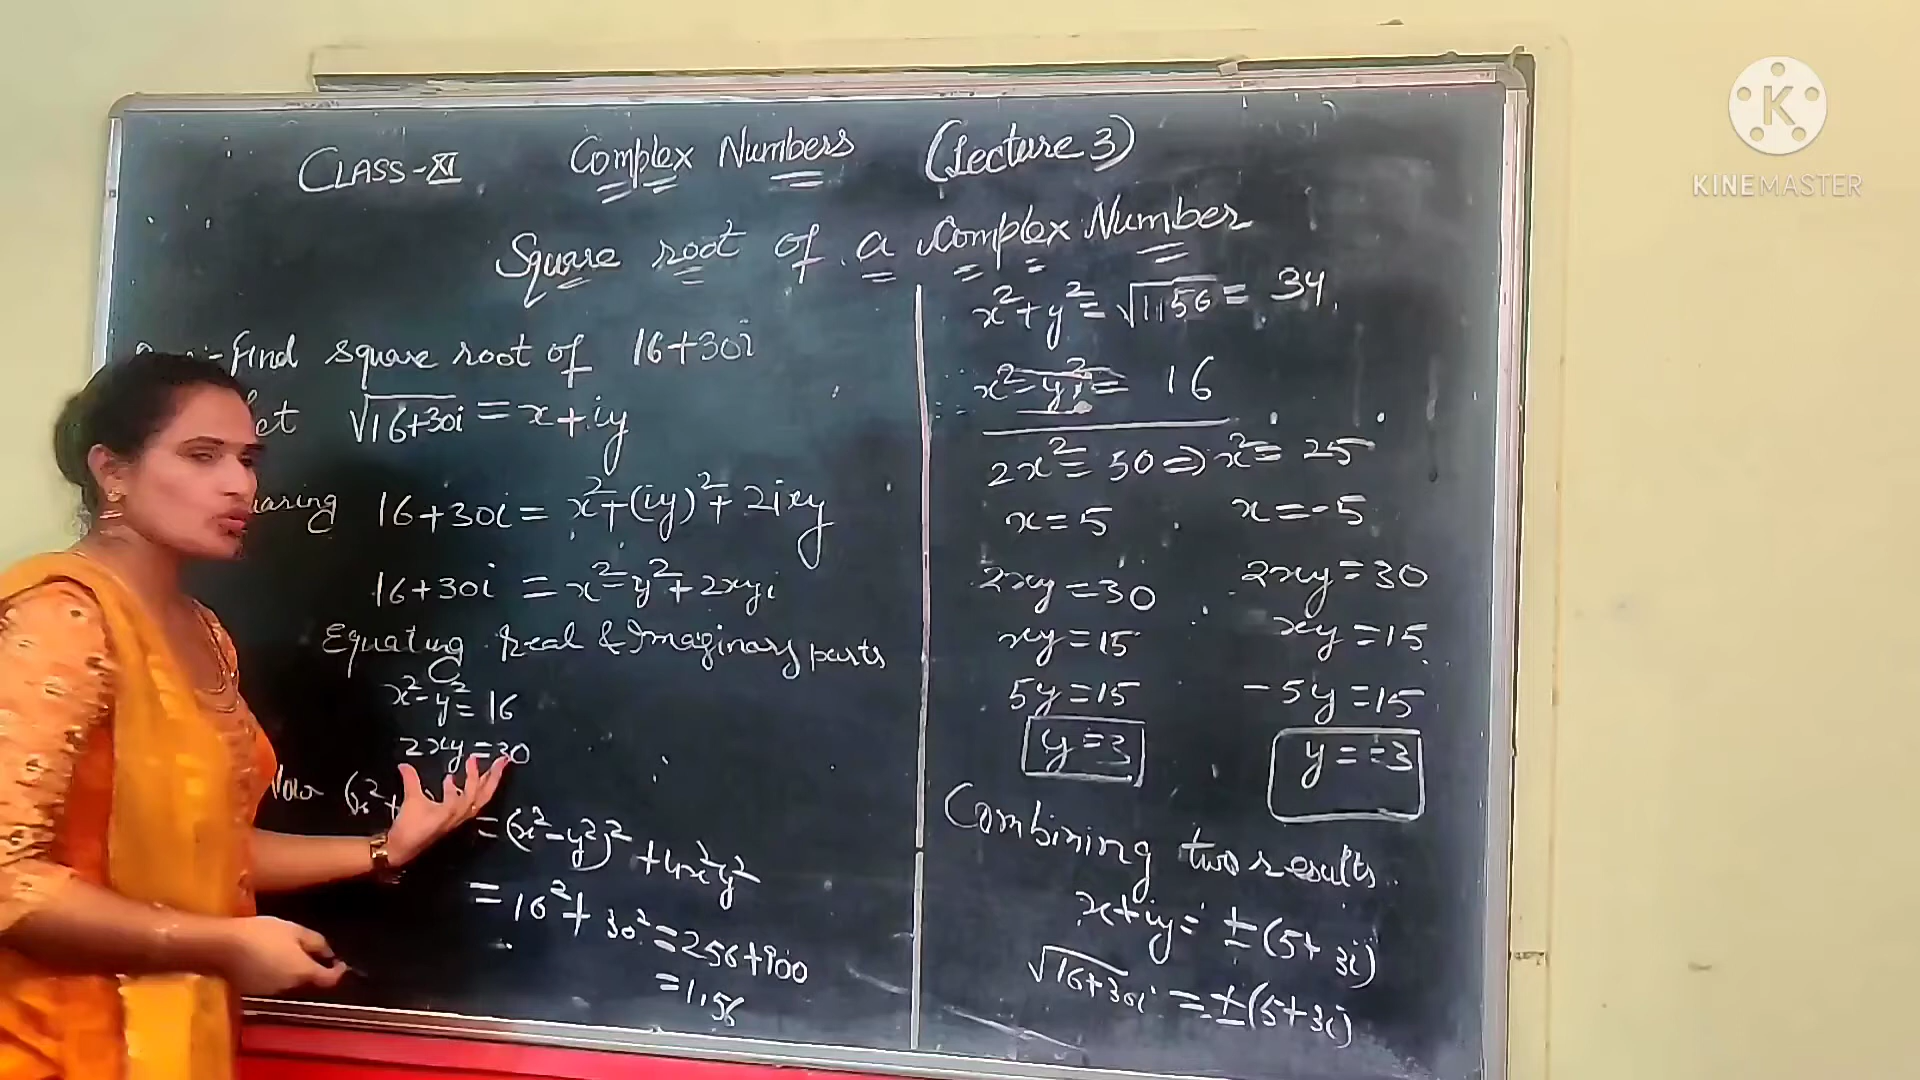 CLASS-XI Complex Numbers (Lecture 3)
Square root of a Complex Number
Find square root of 16+30i
√16+30i = x+iy
16+30i = x²+(iy)²+2ixy
16+30i = x²-y²+2xyi
Equating real & Imaginary parts
x²-y²=16
2xy=30
Now (x²+
=(x²-y²)²+4x²y²
=16²+30²=256+900
=1156
x²+y²=√1156=34
x²-y²=16
2x²=50⇒x²=25
x=5 x=-5
2xy=30 2xy=30
xy=15 xy=15
5y=15 -5y=15
y=3 y=-3
Combining two results
x+iy=±(5+3i)
√16+30i=±(5+3i)
KINEMASTER